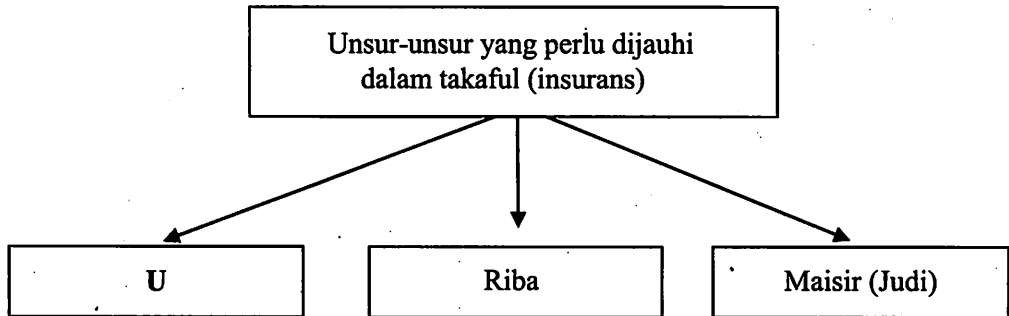 Unsur-unsur yang perlu dijauhi
dalam takaful (insurans)
U
Riba
Maisir (Judi)